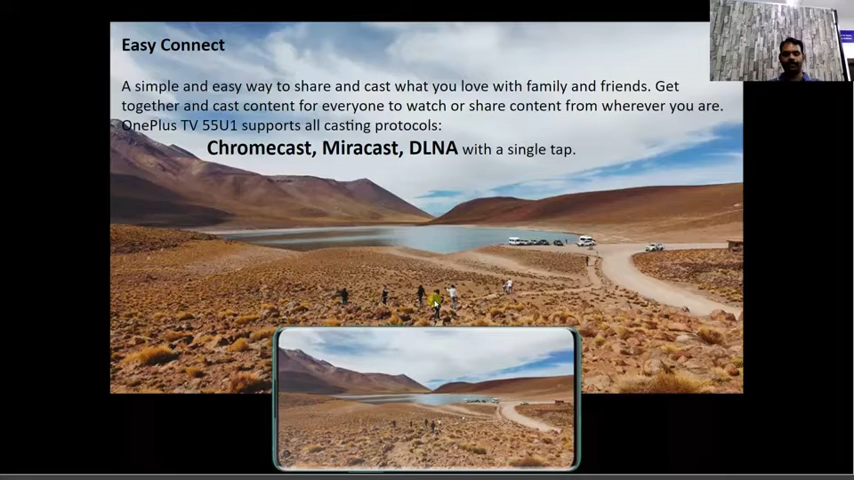 Easy Connect
A simple and easy way to share and cast what you love with family and friends. Get
together and cast content for everyone to watch or share content from wherever you are.
OnePlus TV 55U1 supports all casting protocols:
Chromecast, Miracast, DLNA with a single tap.